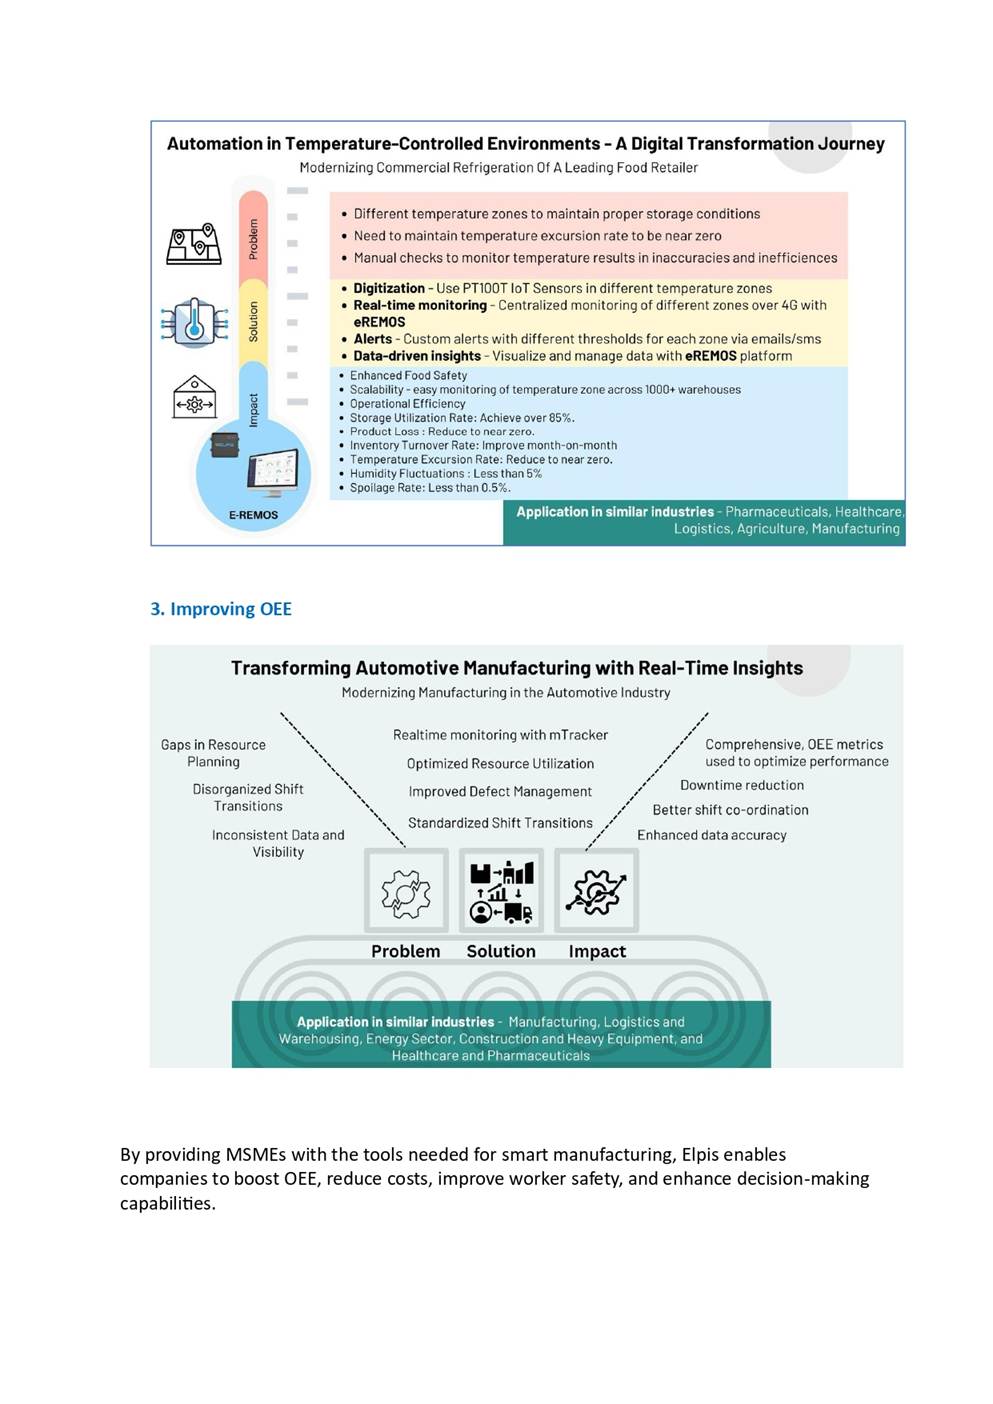 Automation in Temperature-Controlled Environments - A Digital Transformation Journey
Modernizing Commercial Refrigeration Of A Leading Food Retailer
Problem
• Different temperature zones to maintain proper storage conditions
• Need to maintain temperature excursion rate to be near zero
• Manual checks to monitor temperature results in inaccuracies and inefficiences
Solution
• Digitization - Use PT100T IoT Sensors in different temperature zones
• Real-time monitoring - Centralized monitoring of different zones over 4G with
eREMOS
• Alerts - Custom alerts with different thresholds for each zone via emails/sms
• Data-driven insights - Visualize and manage data with eREMOS platform
Impact
• Enhanced Food Safety
• Scalability - easy monitoring of temperature zone across 1000+ warehouses
• Operational Efficiency
• Storage Utilization Rate: Achieve over 85%.
• Product Loss : Reduce to near zero.
• Inventory Turnover Rate: Improve month-on-month
• Temperature Excursion Rate: Reduce to near zero.
• Humidity Fluctuations : Less than 5%
• Spoilage Rate: Less than 0.5%.
E-REMOS
Application in similar industries - Pharmaceuticals, Healthcare,
Logistics, Agriculture, Manufacturing
3. Improving OEE
Transforming Automotive Manufacturing with Real-Time Insights
Modernizing Manufacturing in the Automotive Industry
Gaps in Resource
Planning
Disorganized Shift
Transitions
Inconsistent Data and
Visibility
Realtime monitoring with mTracker
Optimized Resource Utilization
Improved Defect Management
Standardized Shift Transitions
Comprehensive, OEE metrics
used to optimize performance
Downtime reduction
Better shift co-ordination
Enhanced data accuracy
Problem
Solution
Impact
Application in similar industries - Manufacturing, Logistics and
Warehousing, Energy Sector, Construction and Heavy Equipment, and
Healthcare and Pharmaceuticals
By providing MSMEs with the tools needed for smart manufacturing, Elpis enables
companies to boost OEE, reduce costs, improve worker safety, and enhance decision-making
capabilities.